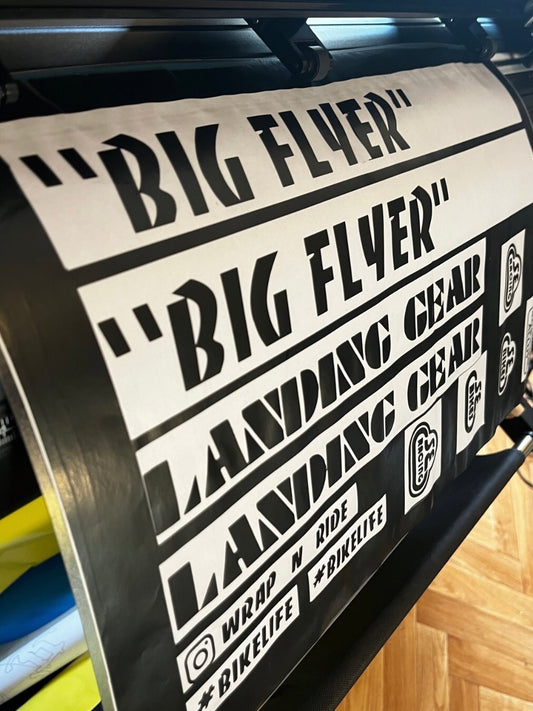 "BIG FLYER"
"BIG FLYER"
LANDING GEAR
LANDING GEAR
WRAP N RIDE
#BIKELIFE
#BIKELIFE